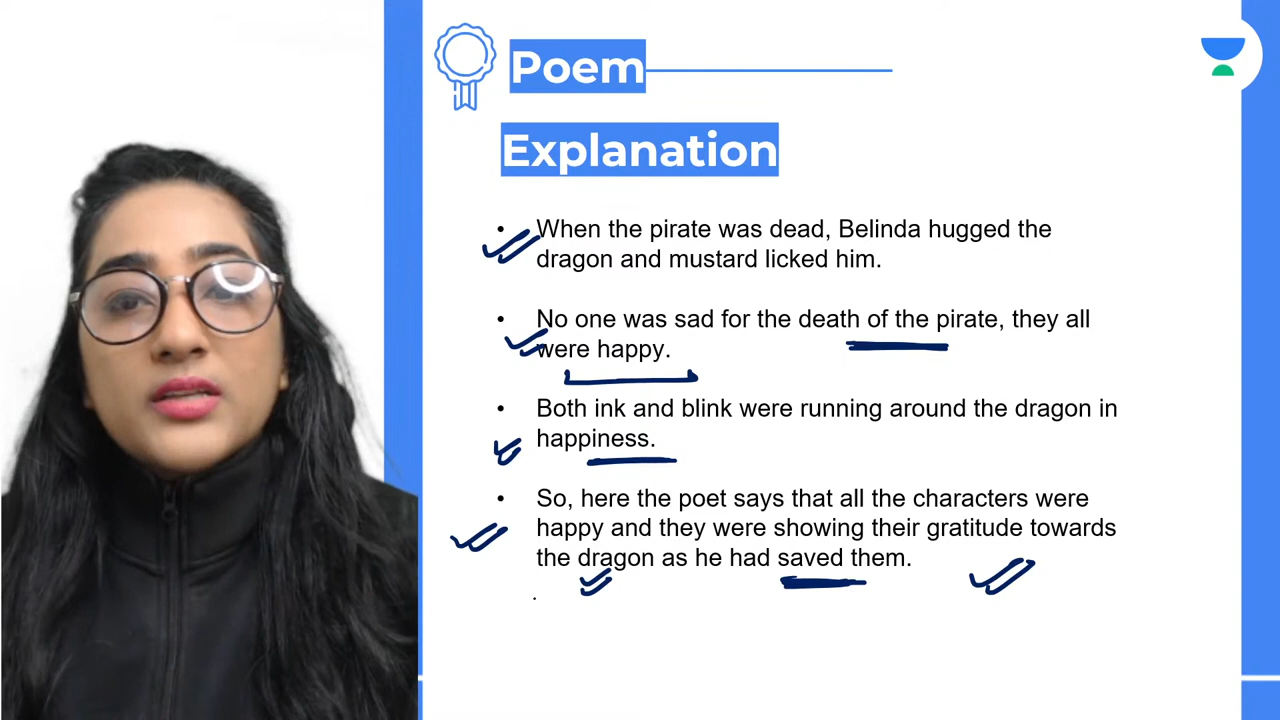 Poem
Explanation
• When the pirate was dead, Belinda hugged the
dragon and mustard licked him.
• No one was sad for the death of the pirate, they all
were happy.
• Both ink and blink were running around the dragon in
happiness.
• So, here the poet says that all the characters were
happy and they were showing their gratitude towards
the dragon as he had saved them.
.